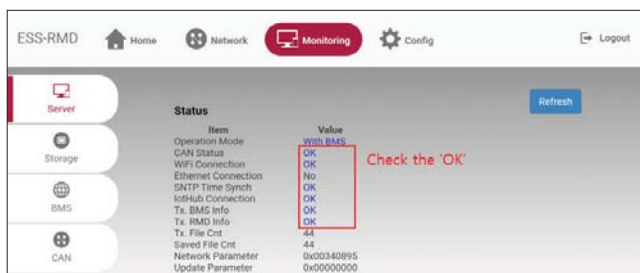 ESS-RMD Home Network Monitoring Config Logout
Server
Storage
BMS
CAN
Refresh
Status
Item Value
Operation Mode With BMS
CAN Status OK
WiFi Connection OK
Ethernet Connection No
SNTP Time Synch OK
IotHub Connection OK
Tx. BMS Info OK
Tx. RMD Info OK
Tx. File Cnt 44
Saved File Cnt 44
Network Parameter 0x00340895
Update Parameter 0x00000000
Check the 'OK'